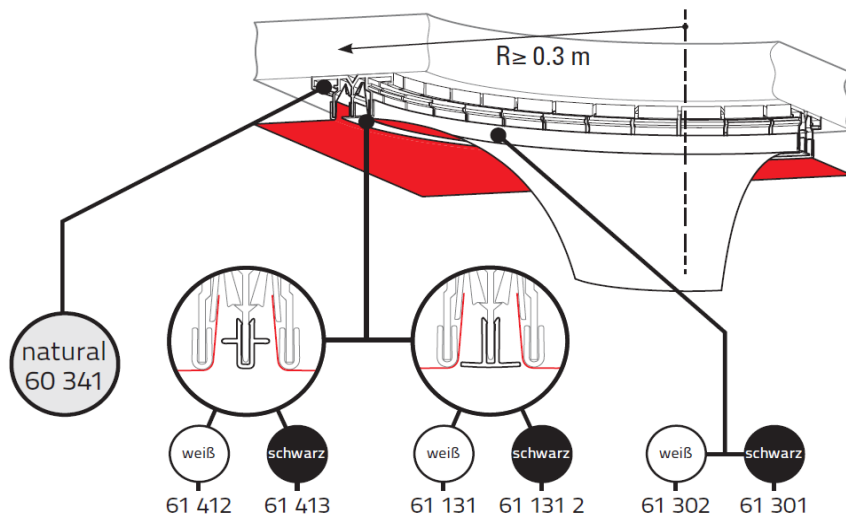 R≥ 0.3 m
natural
60 341
weiß
schwarz
weiß
schwarz
weiß
schwarz
61 412
61 413
61 131
61 131 2
61 302
61 301